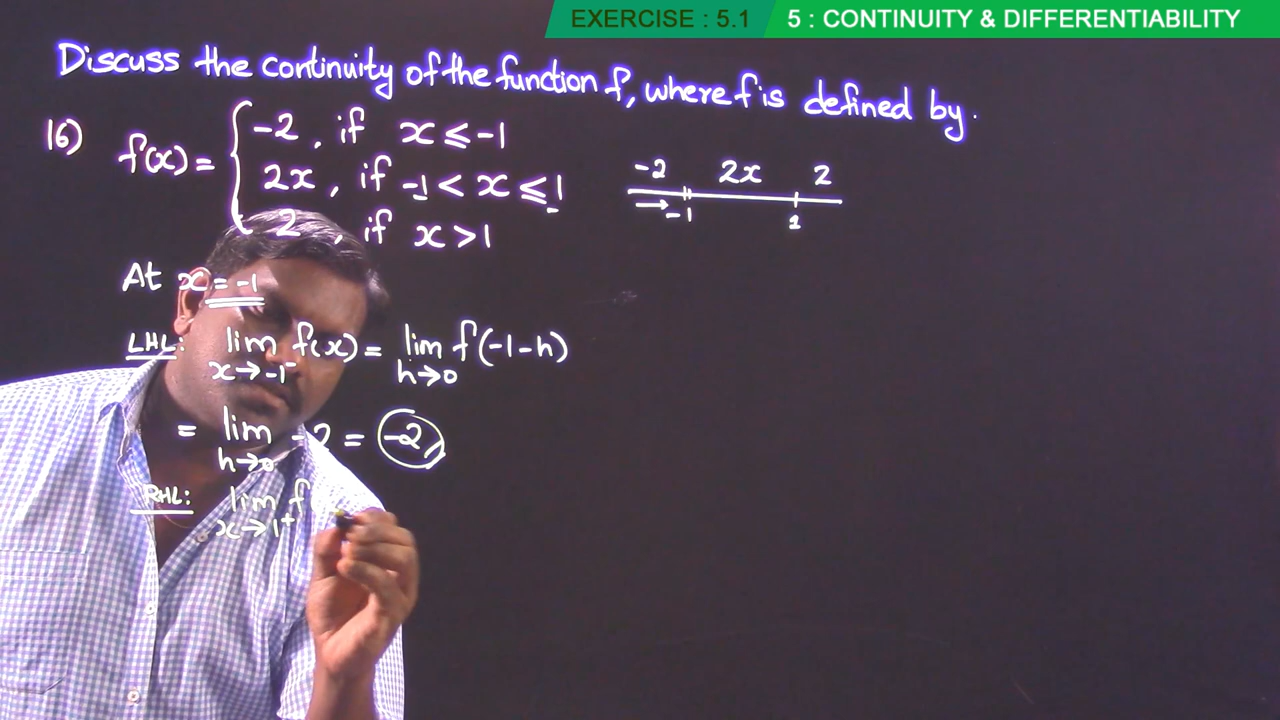 EXERCISE : 5.1 5 : CONTINUITY & DIFFERENTIABILITY
Discuss the continuity of the function f, where f is defined by.
16) f(x) = { -2, if x ≤ -1
2x, if -1 < x ≤ 1
2, if x > 1
-2 2x 2
-1 1
At x = -1
LHL: lim x→-1⁻ f(x) = lim h→0 f(-1-h)
= lim h→0 -2 = -2
RHL: lim x→1⁺ f(